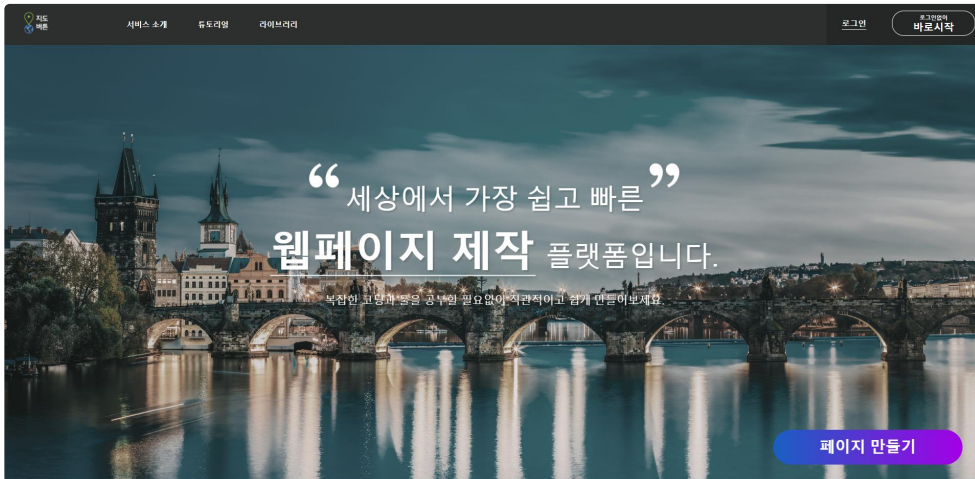 지도
버튼
서비스 소개
튜토리얼
라이브러리
로그인
로그인없이
바로시작
“ 세상에서 가장 쉽고 빠른 ”
웹페이지 제작 플랫폼입니다.
복잡한 코딩과 툴을 공부할 필요없이 직관적이고 쉽게 만들어보세요.
페이지 만들기